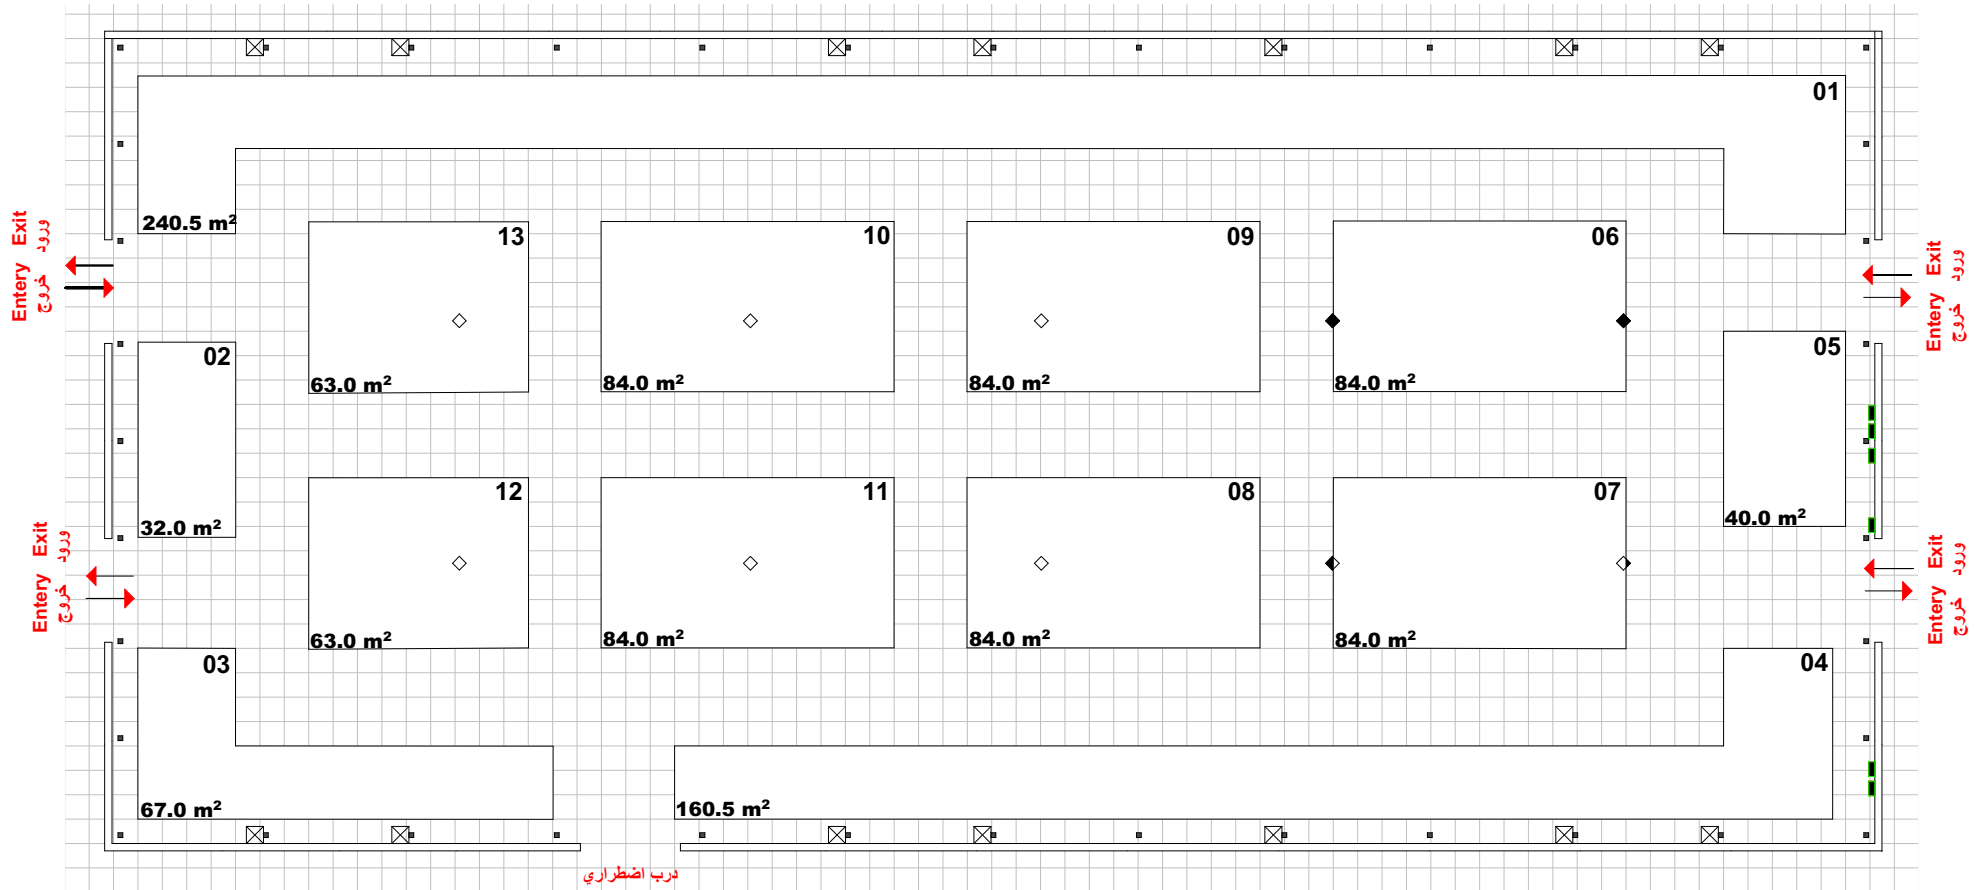 01
240.5 m²
13
63.0 m²
10
84.0 m²
09
84.0 m²
06
84.0 m²
Entery Exit
خروج ورود
Entery Exit
خروج ورود
02
32.0 m²
05
40.0 m²
12
63.0 m²
11
84.0 m²
08
84.0 m²
07
84.0 m²
Entery Exit
خروج ورود
Entery Exit
خروج ورود
03
67.0 m²
04
160.5 m²
درب اضطراري